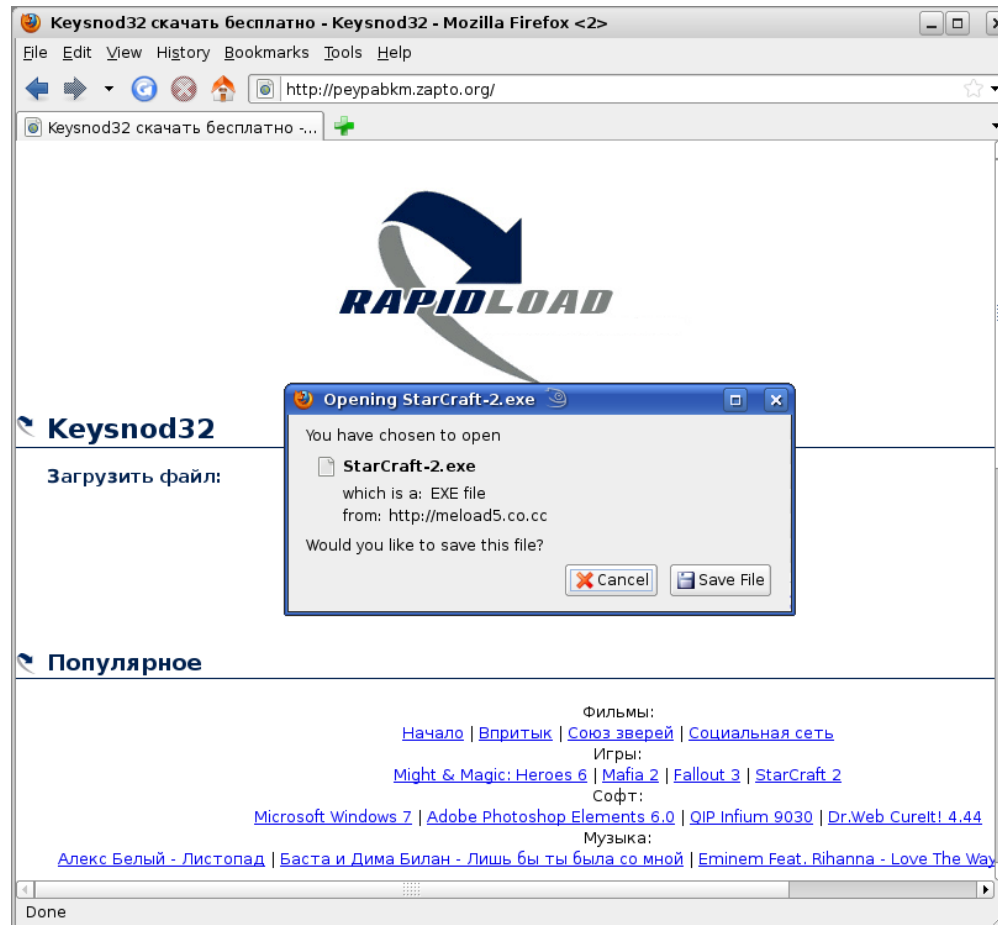 Keysnod32 скачать бесплатно - Keysnod32 - Mozilla Firefox <2>
File Edit View History Bookmarks Tools Help
http://peypabkm.zapto.org/
Keysnod32 скачать бесплатно -...
RAPIDLOAD
Opening StarCraft-2.exe
You have chosen to open
StarCraft-2.exe
which is a: EXE file
from: http://meload5.co.cc
Would you like to save this file?
Cancel Save File
Keysnod32
Загрузить файл:
Популярное
Фильмы:
Начало | Впритык | Союз зверей | Социальная сеть
Игры:
Might & Magic: Heroes 6 | Mafia 2 | Fallout 3 | StarCraft 2
Софт:
Microsoft Windows 7 | Adobe Photoshop Elements 6.0 | QIP Infium 9030 | Dr.Web CureIt! 4.44
Музыка:
Алекс Белый - Листопад | Баста и Дима Билан - Лишь бы ты была со мной | Eminem Feat. Rihanna - Love The Way
Done